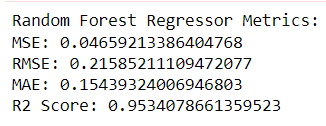 Random Forest Regressor Metrics:
MSE: 0.04659213386404768
RMSE: 0.21585211109472077
MAE: 0.15439324006946803
R2 Score: 0.9534078661359523